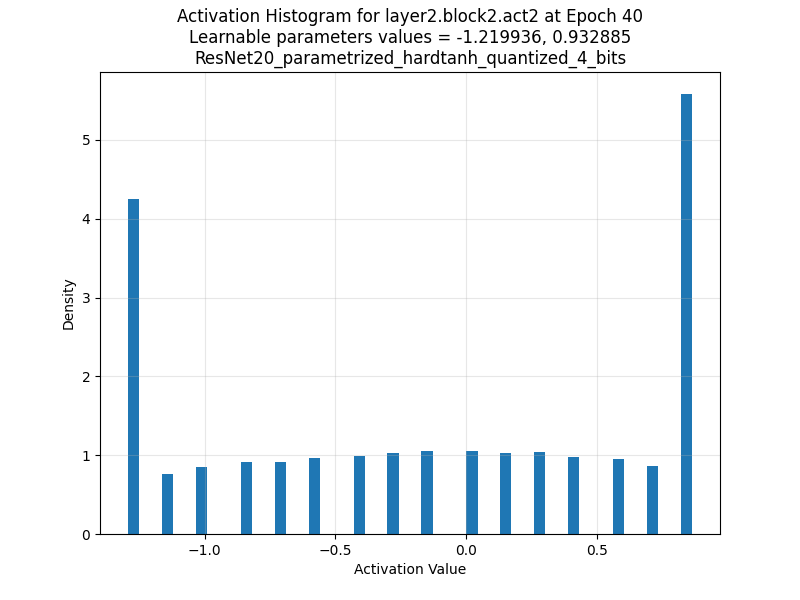 Activation Histogram for layer2.block2.act2 at Epoch 40
Learnable parameters values = -1.219936, 0.932885
ResNet20_parametrized_hardtanh_quantized_4_bits
Density
5
4
3
2
1
0
−1.0 −0.5 0.0 0.5
Activation Value